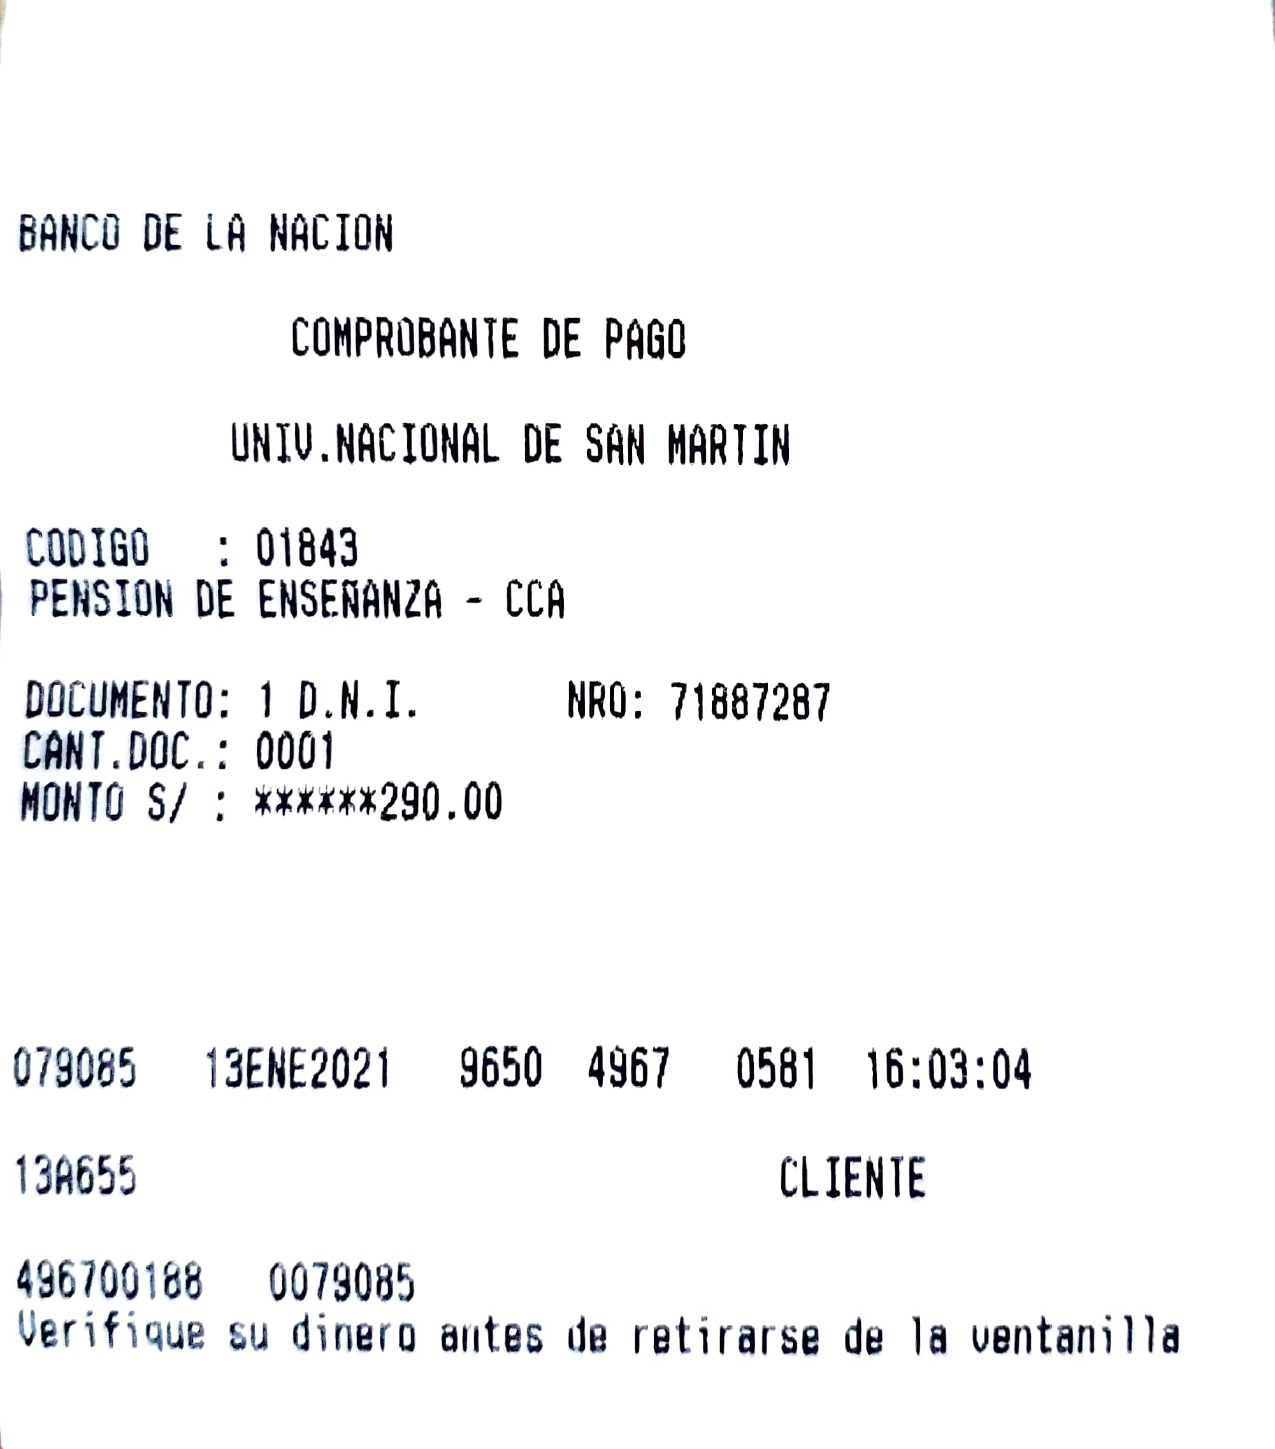 BANCO DE LA NACION
COMPROBANTE DE PAGO
UNIV.NACIONAL DE SAN MARTIN
CODIGO : 01843
PENSION DE ENSEÑANZA - CCA
DOCUMENTO: 1 D.N.I. NRO: 71887287
CANT.DOC.: 0001
MONTO S/ : ******290.00
079085 13ENE2021 9650 4967 0581 16:03:04
13A655 CLIENTE
496700188 0079085
Verifique su dinero antes de retirarse de la ventanilla